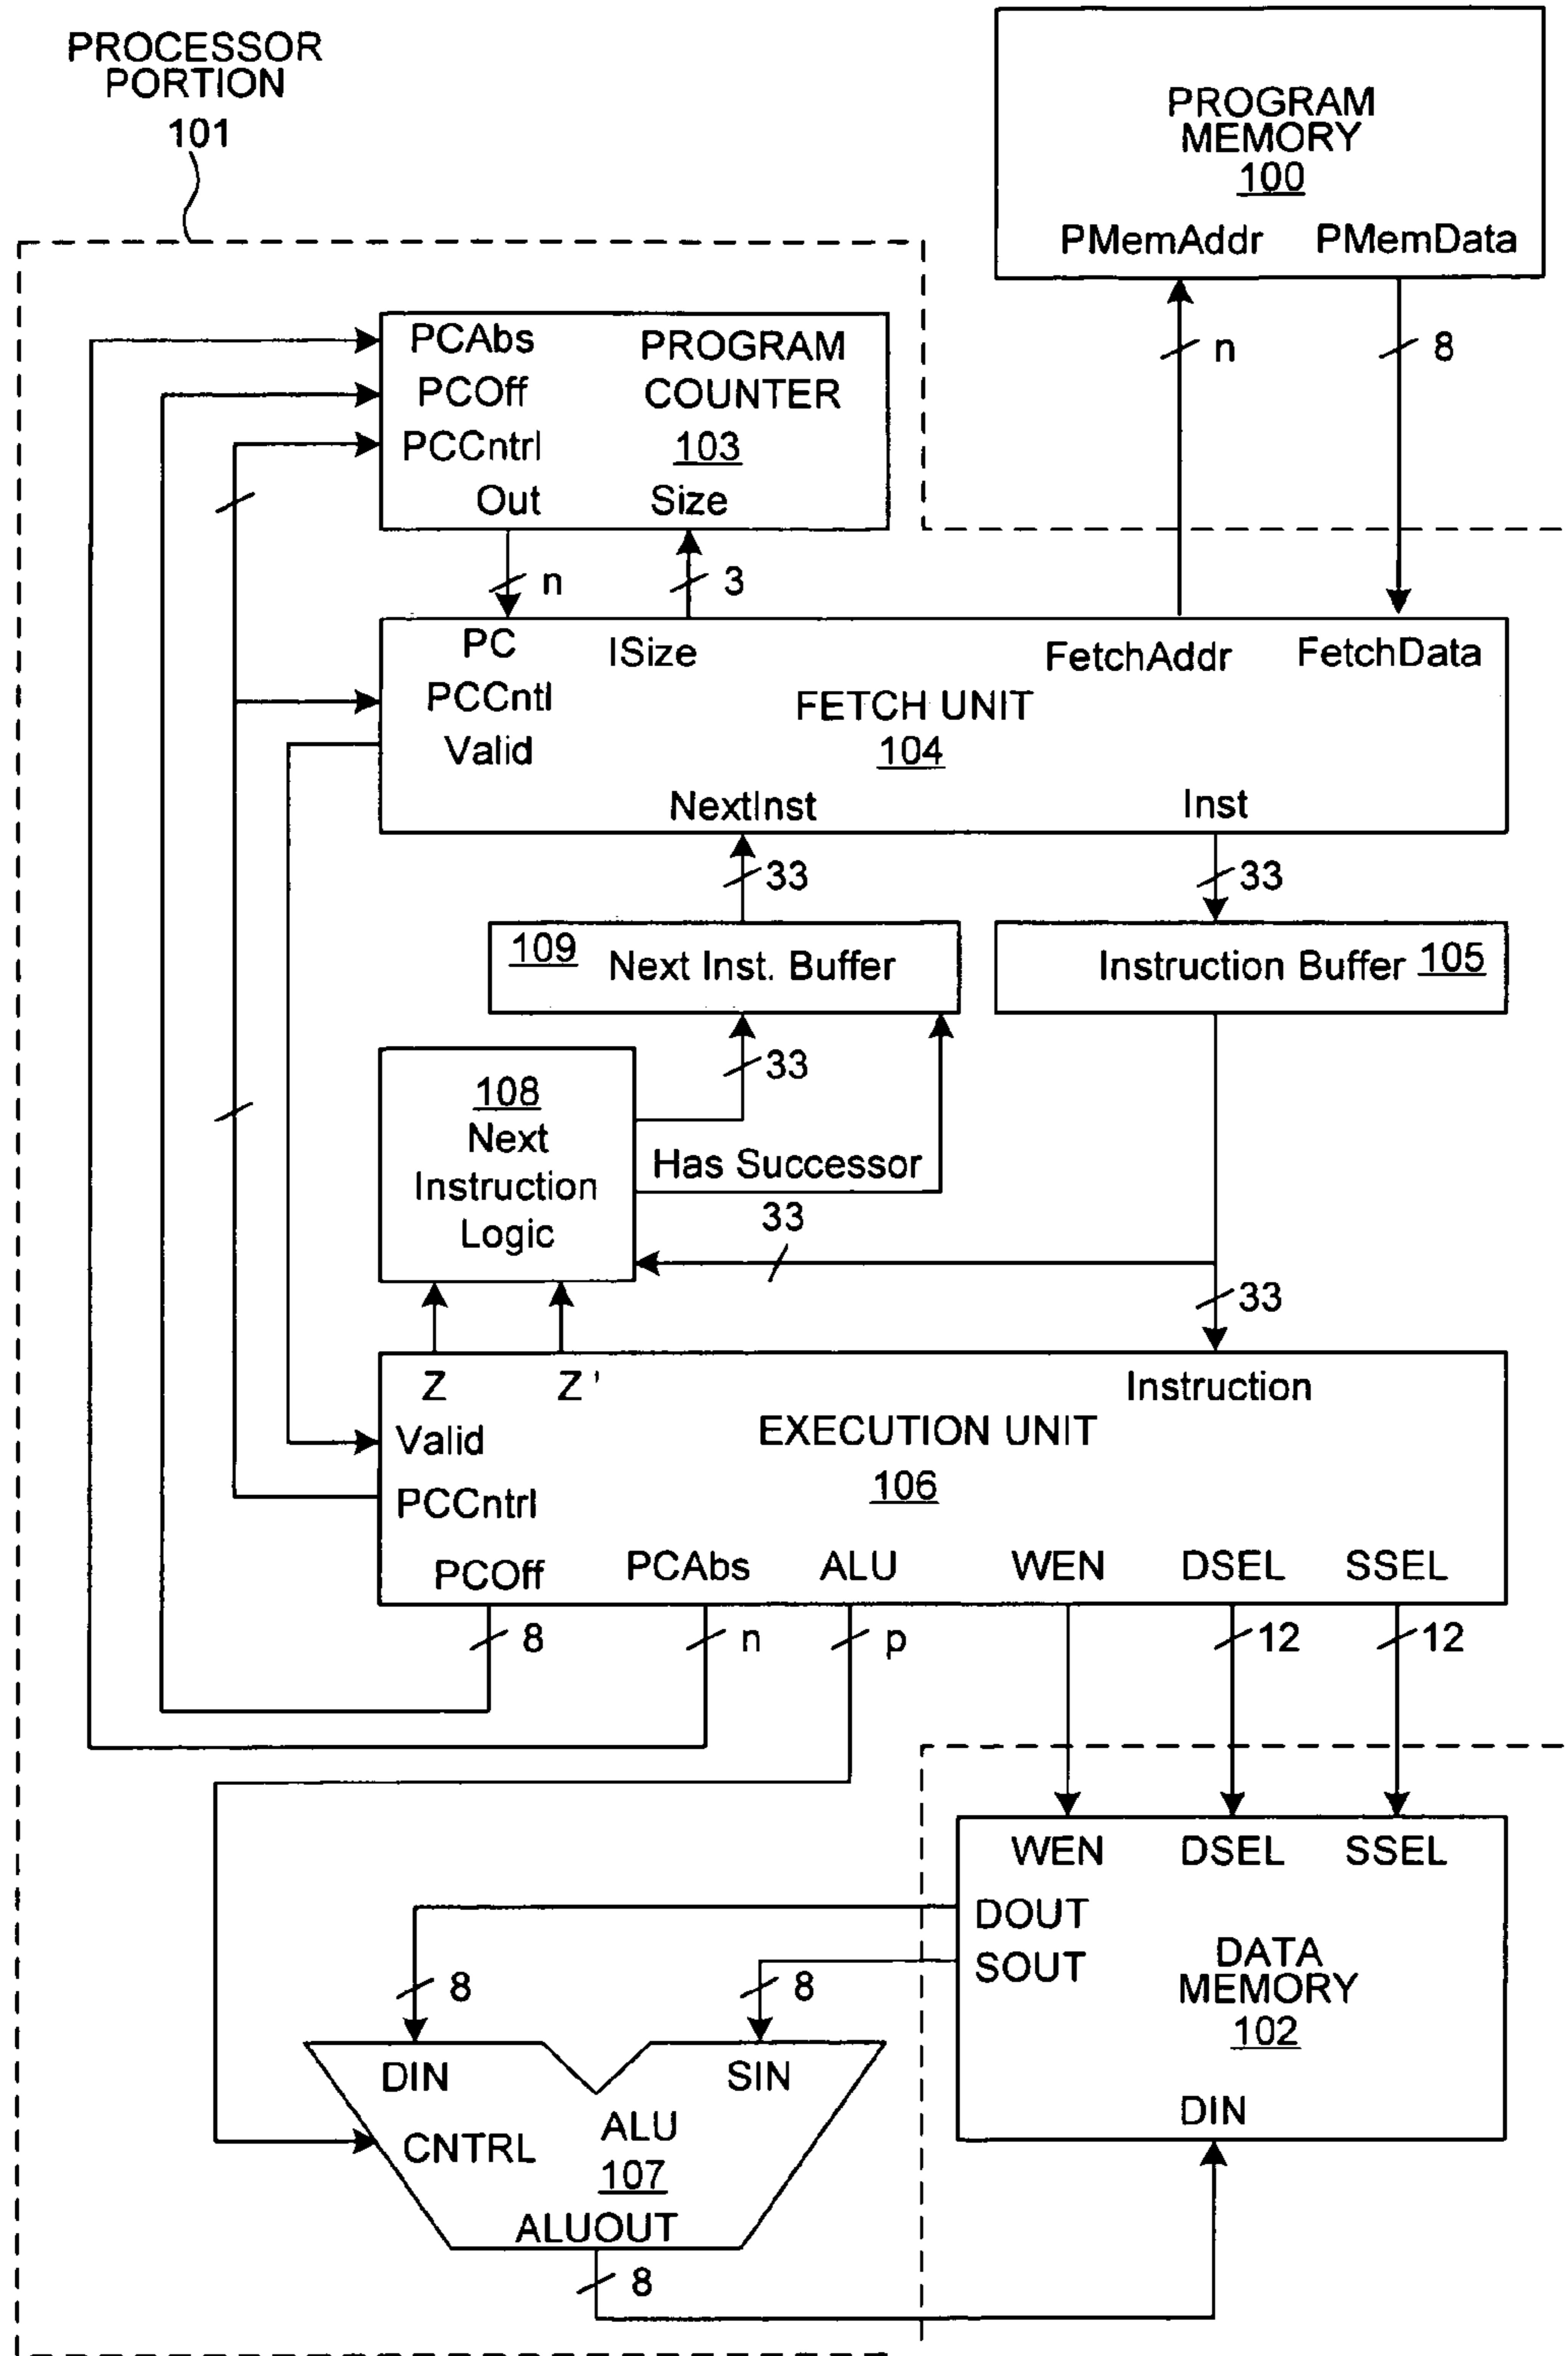 PROCESSOR
PORTION
101
PROGRAM
MEMORY
100
PMemAddr PMemData
n
8
PCAbs
PCOff
PCCntrl
PROGRAM
COUNTER
103
Out Size
n
3
PC
ISize
FetchAddr
FetchData
PCCntl
Valid
FETCH UNIT
104
NextInst
Inst
33
33
109 Next Inst. Buffer
Instruction Buffer 105
33
108
Next
Instruction
Logic
Has Successor
33
33
Z
Z'
Instruction
Valid
PCCntrl
EXECUTION UNIT
106
PCOff
PCAbs
ALU
WEN
DSEL
SSEL
8
n
p
12
12
WEN
DSEL
SSEL
DOUT
SOUT
DATA
MEMORY
102
DIN
8
8
DIN
SIN
CNTRL
ALU
107
ALUOUT
8